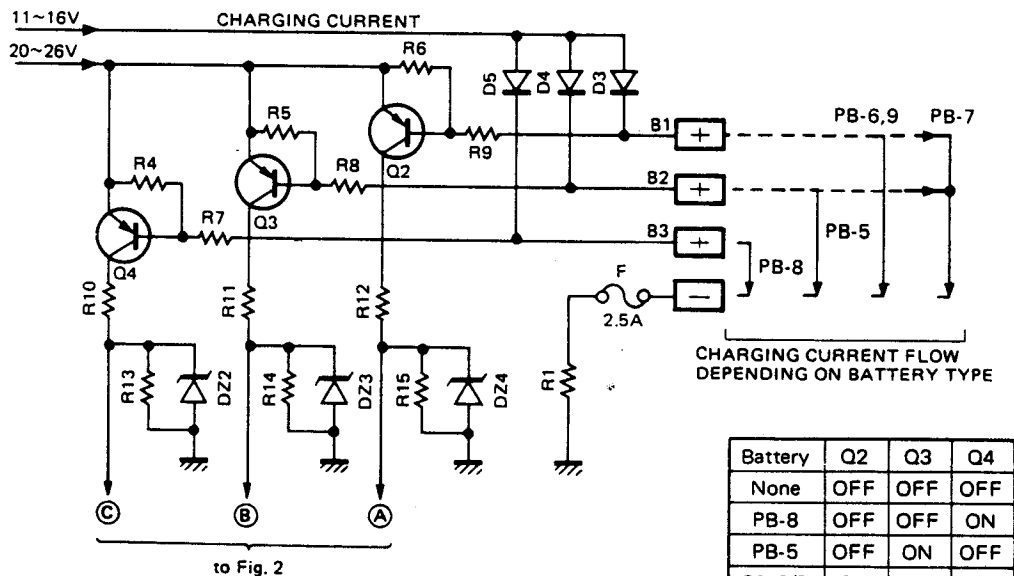 11~16V
CHARGING CURRENT
20~26V
R6
D5
D4
D3
R5
R4
Q2
R9
B1
+
PB-6,9
PB-7
Q3
R8
B2
+
R7
B3
+
PB-5
Q4
PB-8
F
2.5A
–
R10
R11
R12
R13
DZ2
R14
DZ3
R15
DZ4
R1
CHARGING CURRENT FLOW
DEPENDING ON BATTERY TYPE
C
B
A
to Fig. 2
Battery Q2 Q3 Q4
None OFF OFF OFF
PB-8 OFF OFF ON
PB-5 OFF ON OFF